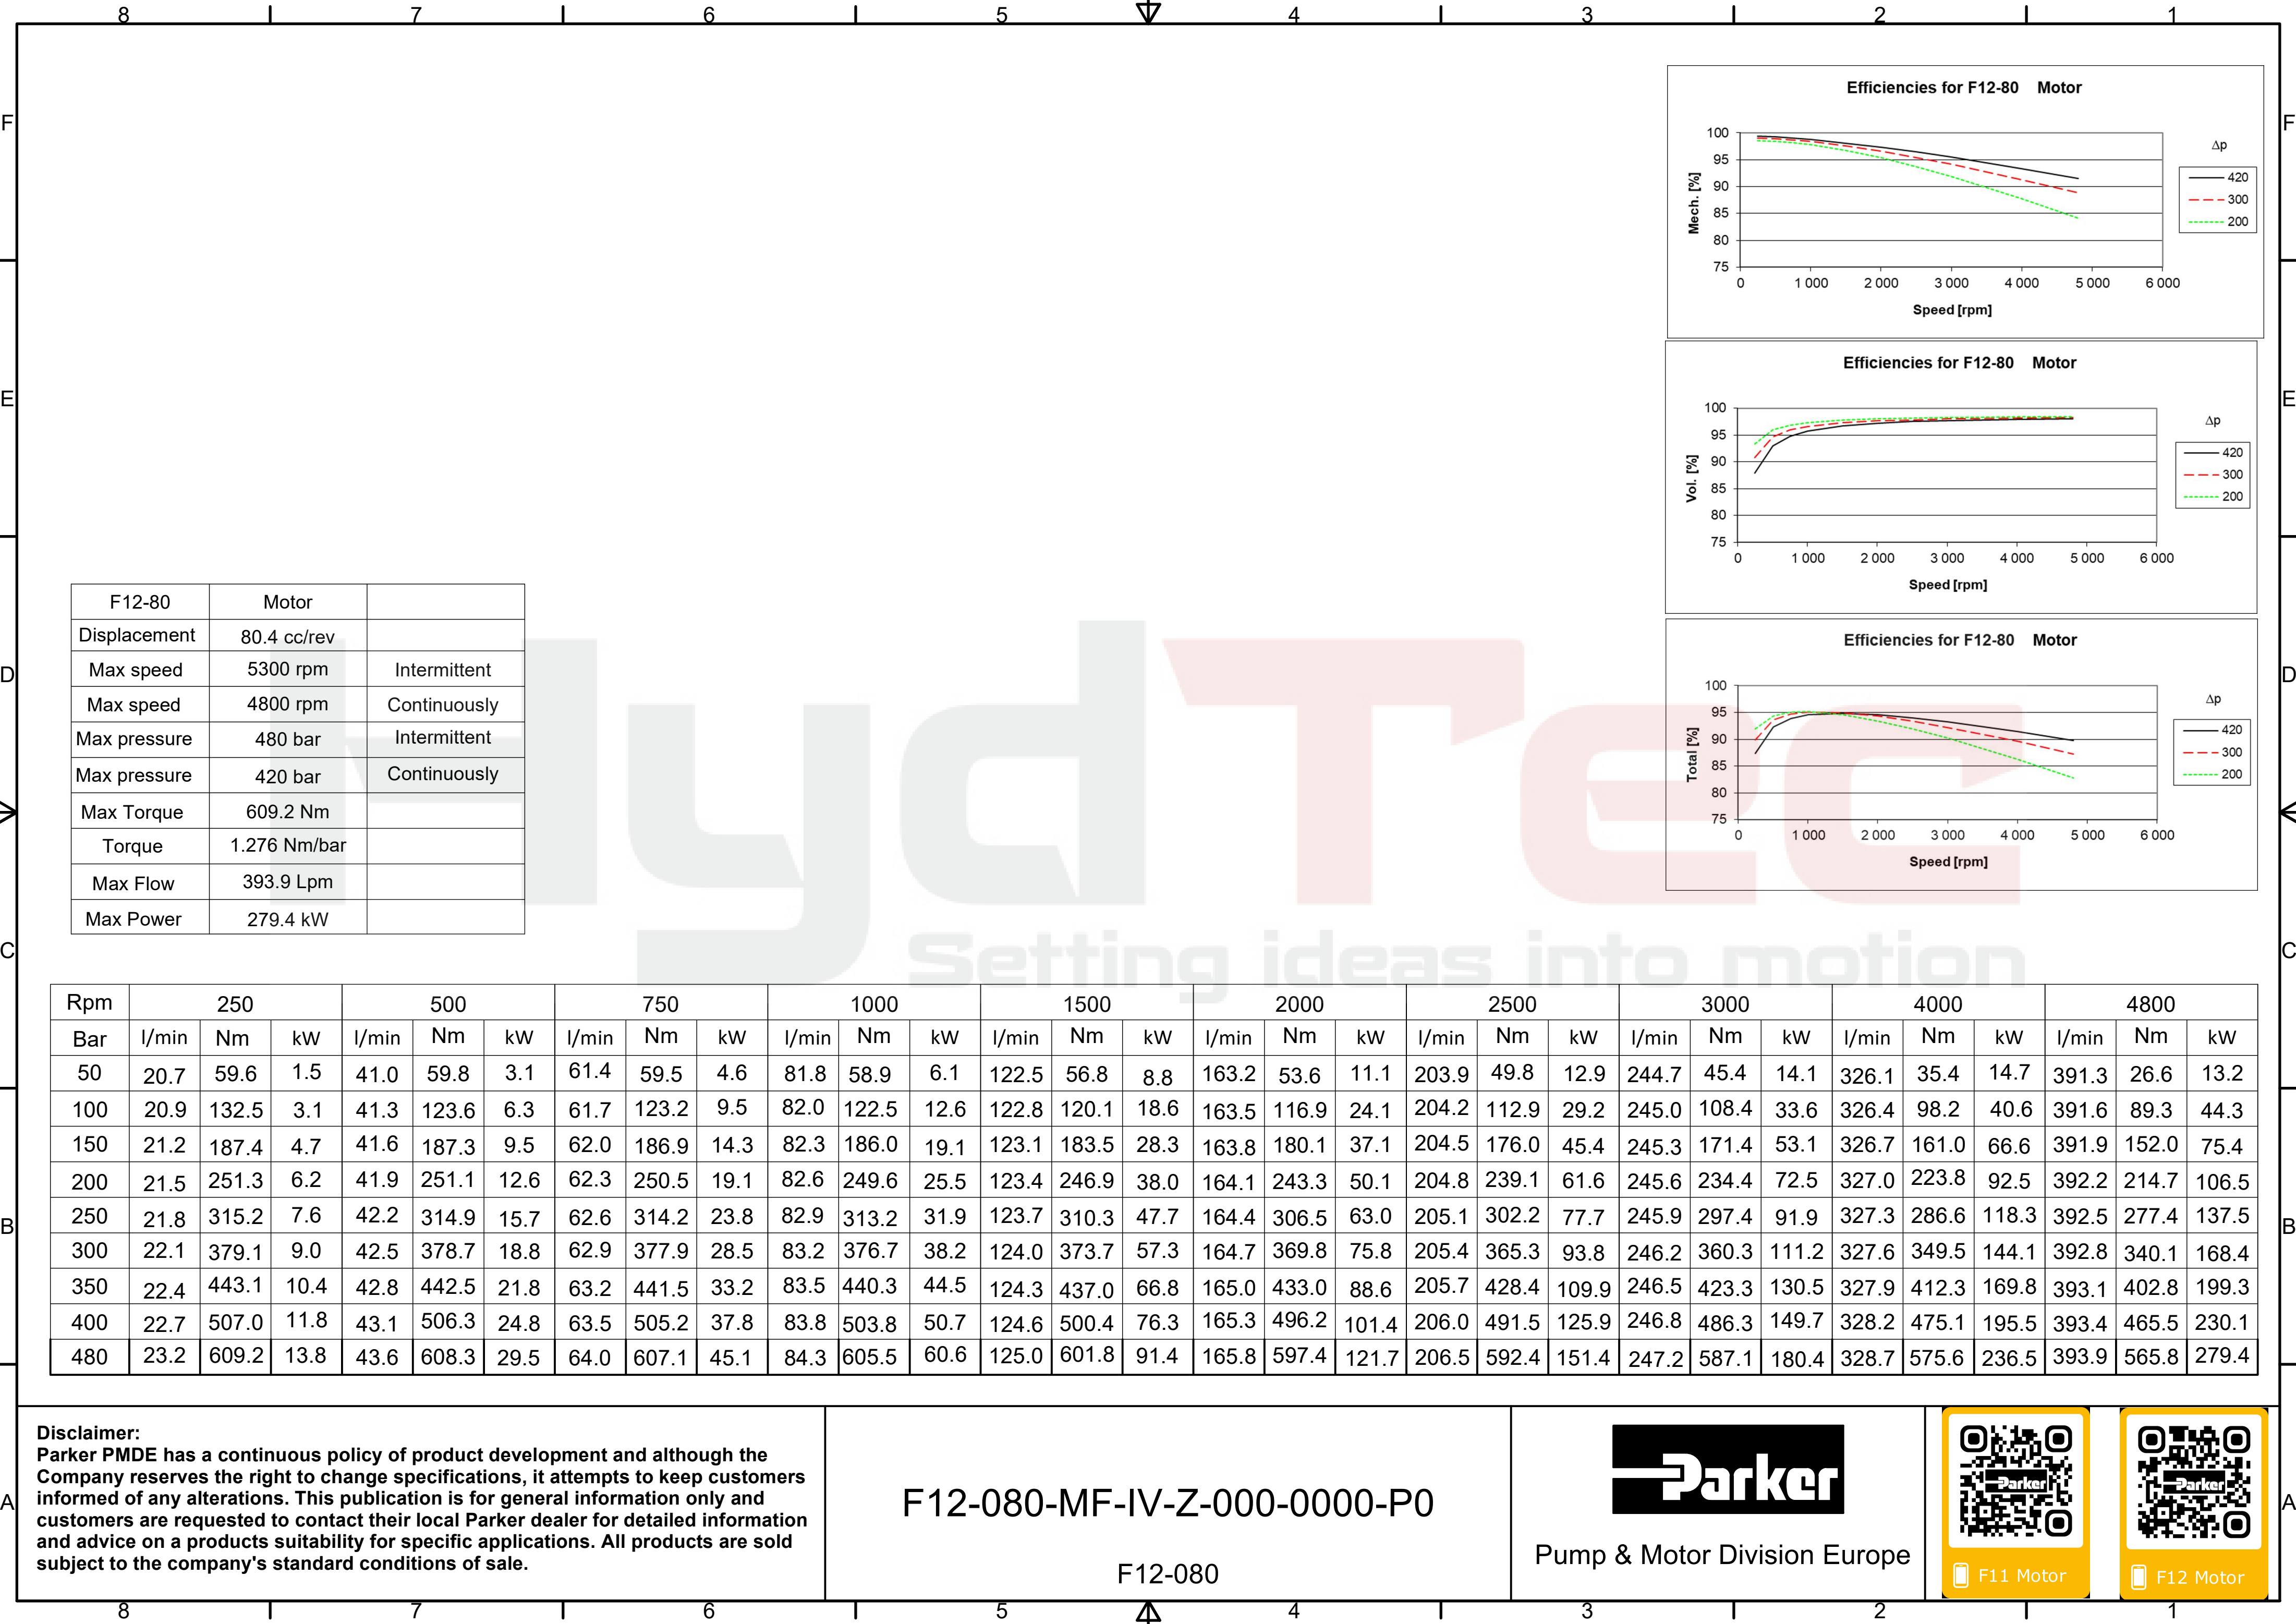 8 7 6 5 4 3 2 1
F F
E E
D D
C C
B B
A A
Efficiencies for F12-80 Motor
Mech. [%]
100
95
90
85
80
75
0 1 000 2 000 3 000 4 000 5 000 6 000
Speed [rpm]
Δp
420
300
200
Efficiencies for F12-80 Motor
Vol. [%]
100
95
90
85
80
75
0 1 000 2 000 3 000 4 000 5 000 6 000
Speed [rpm]
Δp
420
300
200
Efficiencies for F12-80 Motor
Total [%]
100
95
90
85
80
75
0 1 000 2 000 3 000 4 000 5 000 6 000
Speed [rpm]
Δp
420
300
200
F12-80 Motor
Displacement 80.4 cc/rev
Max speed 5300 rpm Intermittent
Max speed 4800 rpm Continuously
Max pressure 480 bar Intermittent
Max pressure 420 bar Continuously
Max Torque 609.2 Nm
Torque 1.276 Nm/bar
Max Flow 393.9 Lpm
Max Power 279.4 kW
HydTec
Setting ideas into motion
Rpm 250 500 750 1000 1500 2000 2500 3000 4000 4800
Bar l/min Nm kW l/min Nm kW l/min Nm kW l/min Nm kW l/min Nm kW l/min Nm kW l/min Nm kW l/min Nm kW l/min Nm kW l/min Nm kW
50 20.7 59.6 1.5 41.0 59.8 3.1 61.4 59.5 4.6 81.8 58.9 6.1 122.5 56.8 8.8 163.2 53.6 11.1 203.9 49.8 12.9 244.7 45.4 14.1 326.1 35.4 14.7 391.3 26.6 13.2
100 20.9 132.5 3.1 41.3 123.6 6.3 61.7 123.2 9.5 82.0 122.5 12.6 122.8 120.1 18.6 163.5 116.9 24.1 204.2 112.9 29.2 245.0 108.4 33.6 326.4 98.2 40.6 391.6 89.3 44.3
150 21.2 187.4 4.7 41.6 187.3 9.5 62.0 186.9 14.3 82.3 186.0 19.1 123.1 183.5 28.3 163.8 180.1 37.1 204.5 176.0 45.4 245.3 171.4 53.1 326.7 161.0 66.6 391.9 152.0 75.4
200 21.5 251.3 6.2 41.9 251.1 12.6 62.3 250.5 19.1 82.6 249.6 25.5 123.4 246.9 38.0 164.1 243.3 50.1 204.8 239.1 61.6 245.6 234.4 72.5 327.0 223.8 92.5 392.2 214.7 106.5
250 21.8 315.2 7.6 42.2 314.9 15.7 62.6 314.2 23.8 82.9 313.2 31.9 123.7 310.3 47.7 164.4 306.5 63.0 205.1 302.2 77.7 245.9 297.4 91.9 327.3 286.6 118.3 392.5 277.4 137.5
300 22.1 379.1 9.0 42.5 378.7 18.8 62.9 377.9 28.5 83.2 376.7 38.2 124.0 373.7 57.3 164.7 369.8 75.8 205.4 365.3 93.8 246.2 360.3 111.2 327.6 349.5 144.1 392.8 340.1 168.4
350 22.4 443.1 10.4 42.8 442.5 21.8 63.2 441.5 33.2 83.5 440.3 44.5 124.3 437.0 66.8 165.0 433.0 88.6 205.7 428.4 109.9 246.5 423.3 130.5 327.9 412.3 169.8 393.1 402.8 199.3
400 22.7 507.0 11.8 43.1 506.3 24.8 63.5 505.2 37.8 83.8 503.8 50.7 124.6 500.4 76.3 165.3 496.2 101.4 206.0 491.5 125.9 246.8 486.3 149.7 328.2 475.1 195.5 393.4 465.5 230.1
480 23.2 609.2 13.8 43.6 608.3 29.5 64.0 607.1 45.1 84.3 605.5 60.6 125.0 601.8 91.4 165.8 597.4 121.7 206.5 592.4 151.4 247.2 587.1 180.4 328.7 575.6 236.5 393.9 565.8 279.4
Disclaimer:
Parker PMDE has a continuous policy of product development and although the
Company reserves the right to change specifications, it attempts to keep customers
informed of any alterations. This publication is for general information only and
customers are requested to contact their local Parker dealer for detailed information
and advice on a products suitability for specific applications. All products are sold
subject to the company's standard conditions of sale.
F12-080-MF-IV-Z-000-0000-P0
F12-080
Parker
Pump & Motor Division Europe
Parker
F11 Motor
Parker
F12 Motor
8 7 6 5 4 3 2 1